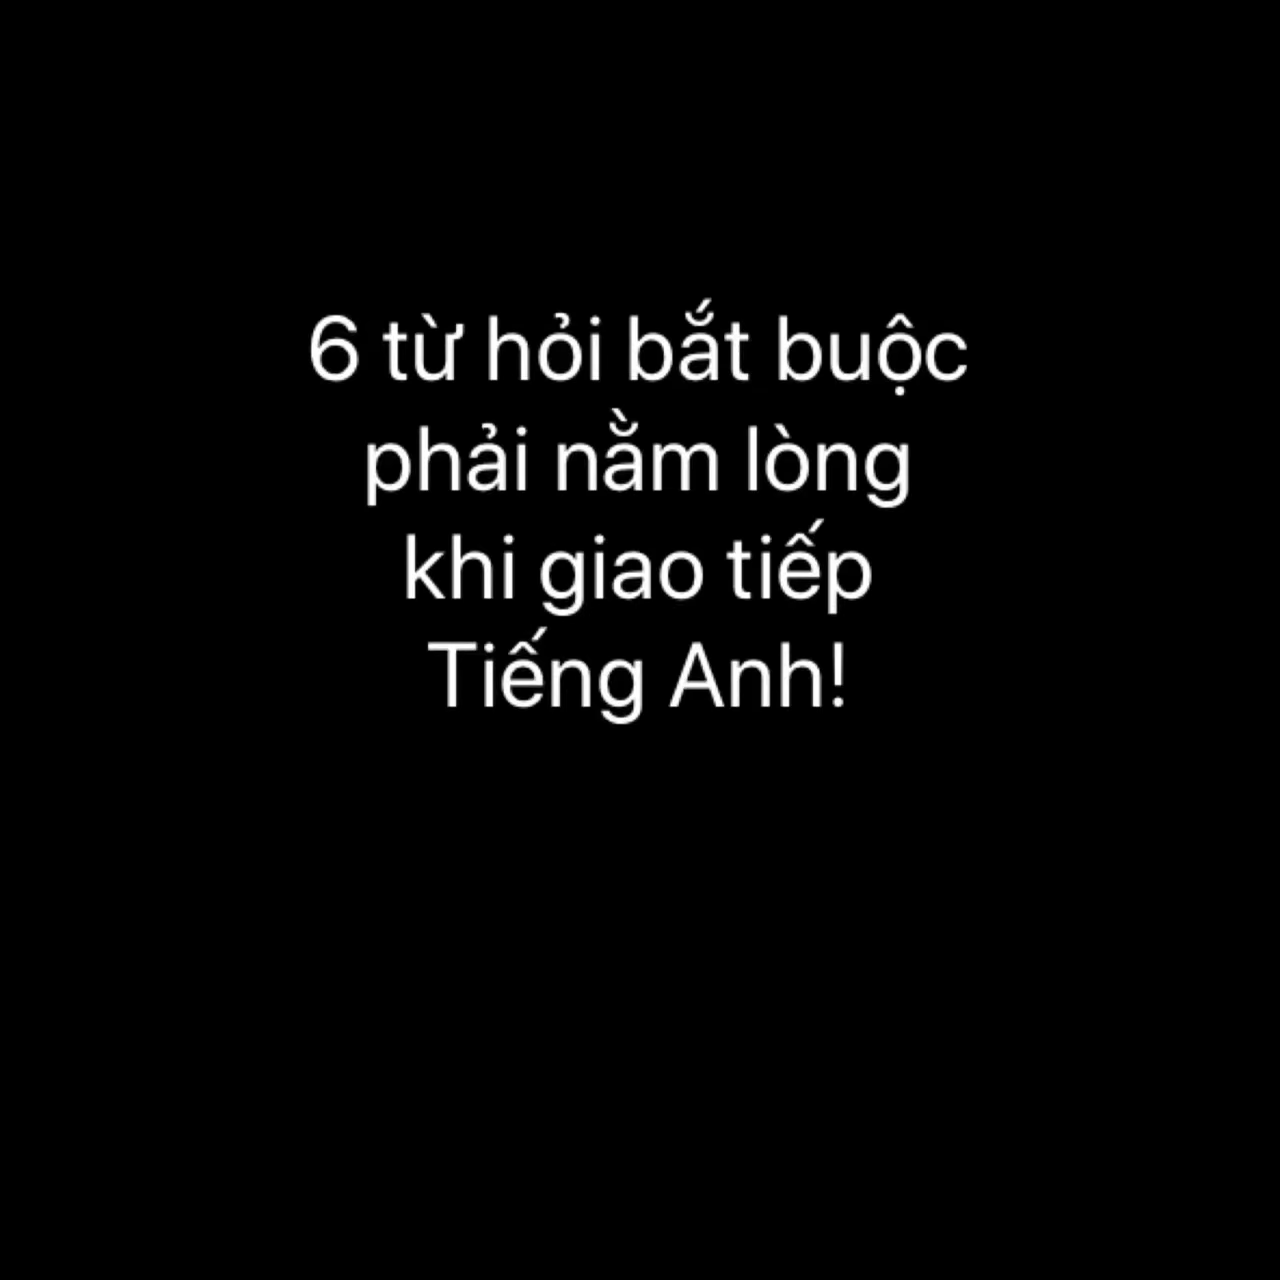 6 từ hỏi bắt buộc
phải nằm lòng
khi giao tiếp
Tiếng Anh!